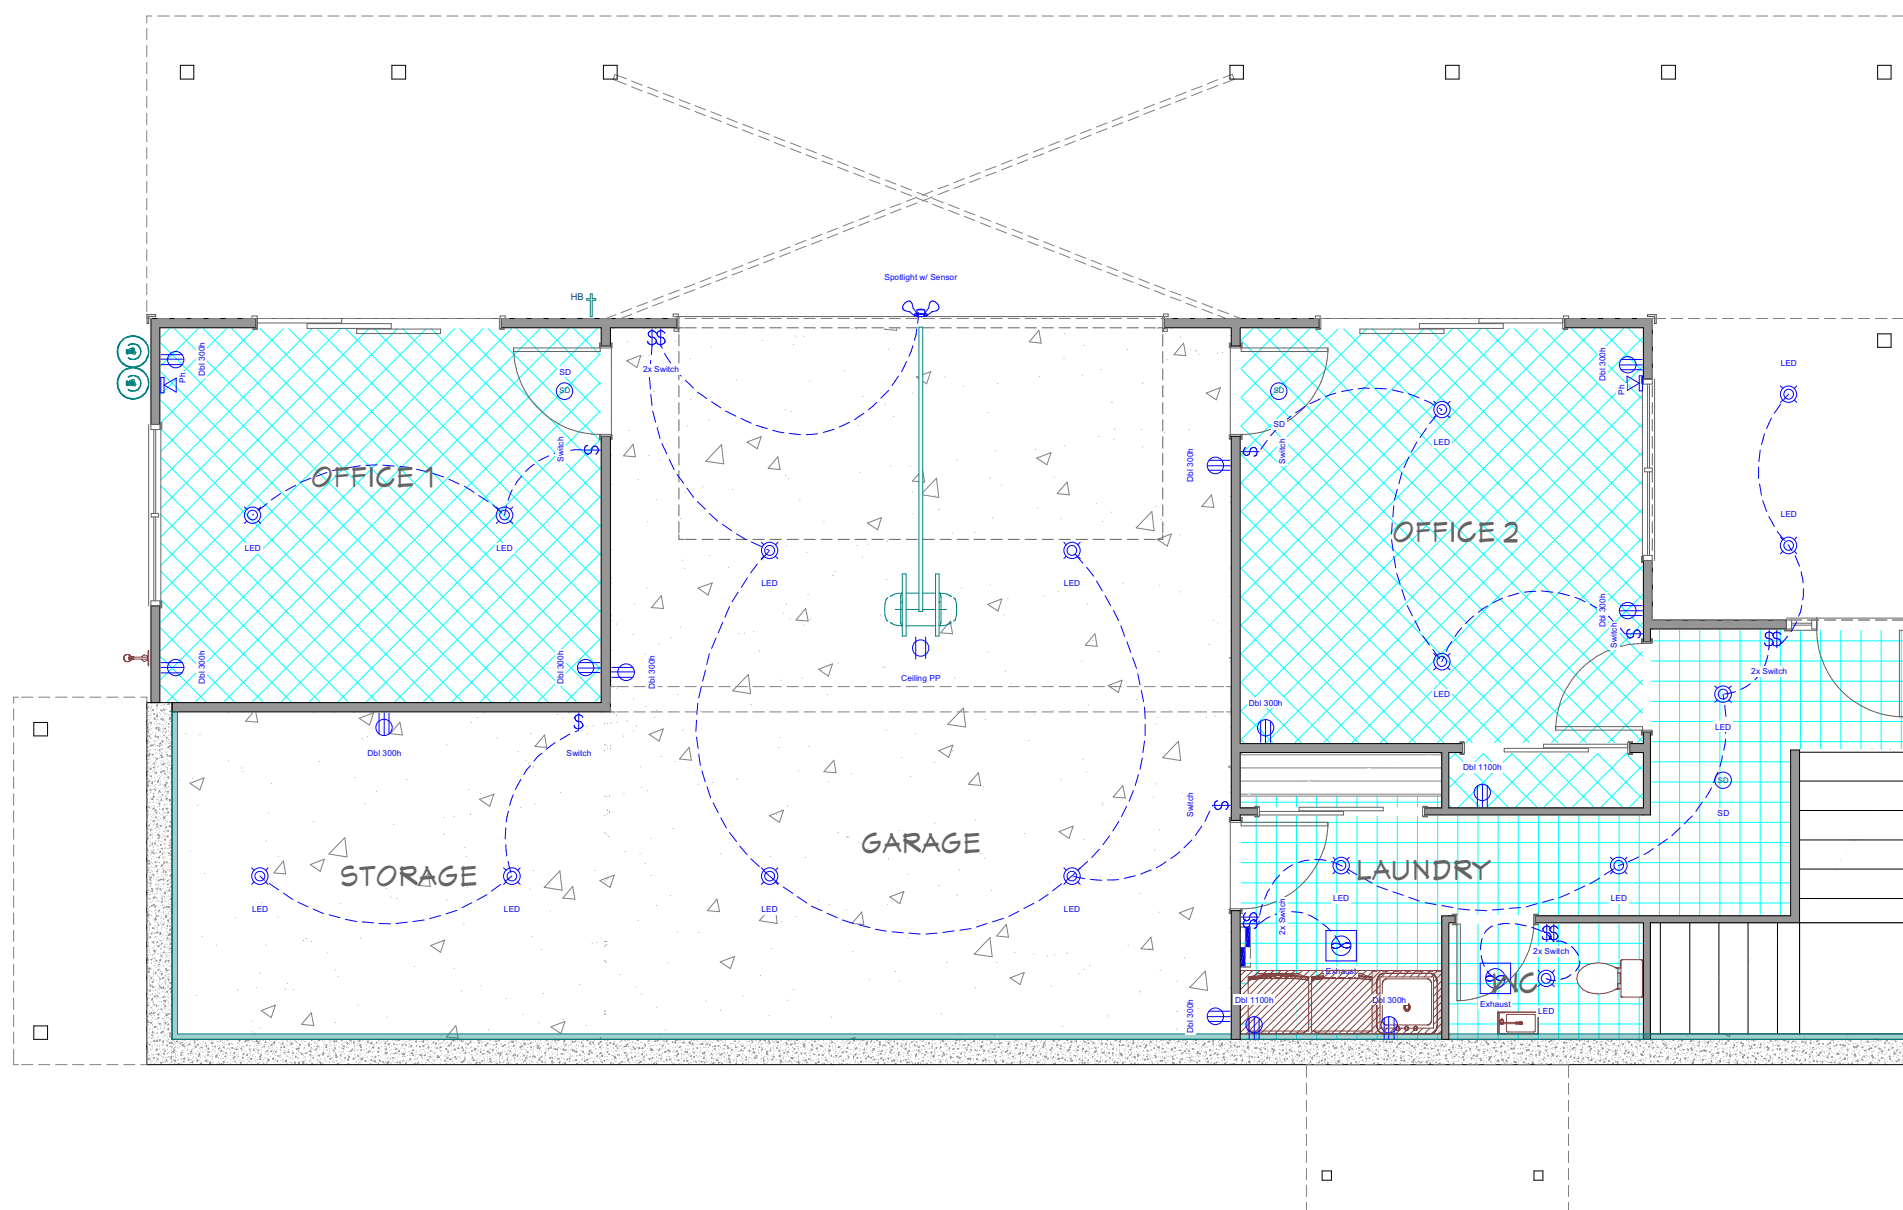 Spotlight w/ Sensor
HB
$$
2x Switch
Dbl 300h
Ph
SD
SD
Switch
$
OFFICE 1
LED
LED
Dbl 300h
Dbl 300h
Dbl 300h
Dbl 300h
SD
SD
Switch
$
LED
Dbl 300h
Ph
OFFICE 2
LED
LED
LED
LED
LED
Ceiling PP
Dbl 300h
Switch
$
LED
Dbl 300h
$$
2x Switch
LED
Dbl 300h
$
Switch
Dbl 1100h
SD
SD
Switch
$
GARAGE
STORAGE
LED
LED
LED
LED
LAUNDRY
LED
LED
$$
2x Switch
Exhaust
$$
2x Switch
WC
Exhaust
LED
Dbl 1100h
Dbl 300h
Dbl 300h